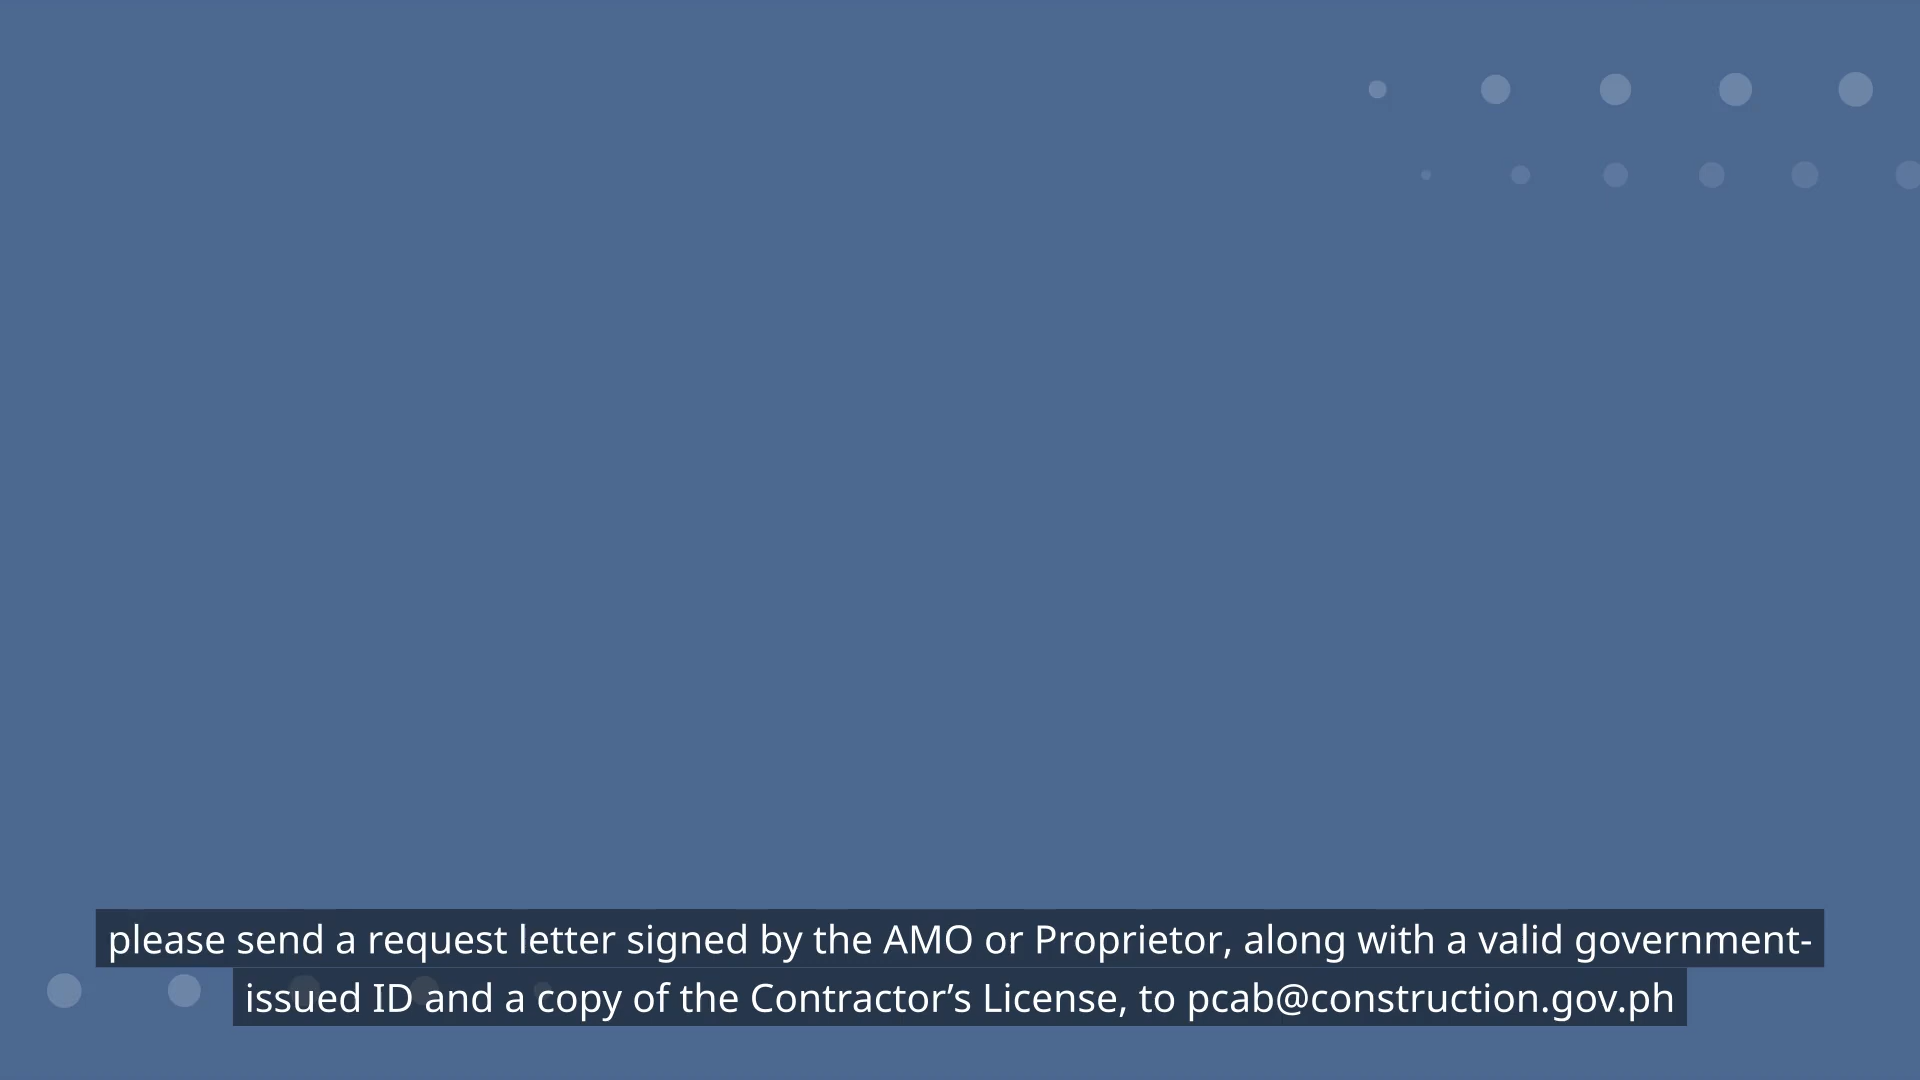 please send a request letter signed by the AMO or Proprietor, along with a valid government-
issued ID and a copy of the Contractor’s License, to pcab@construction.gov.ph